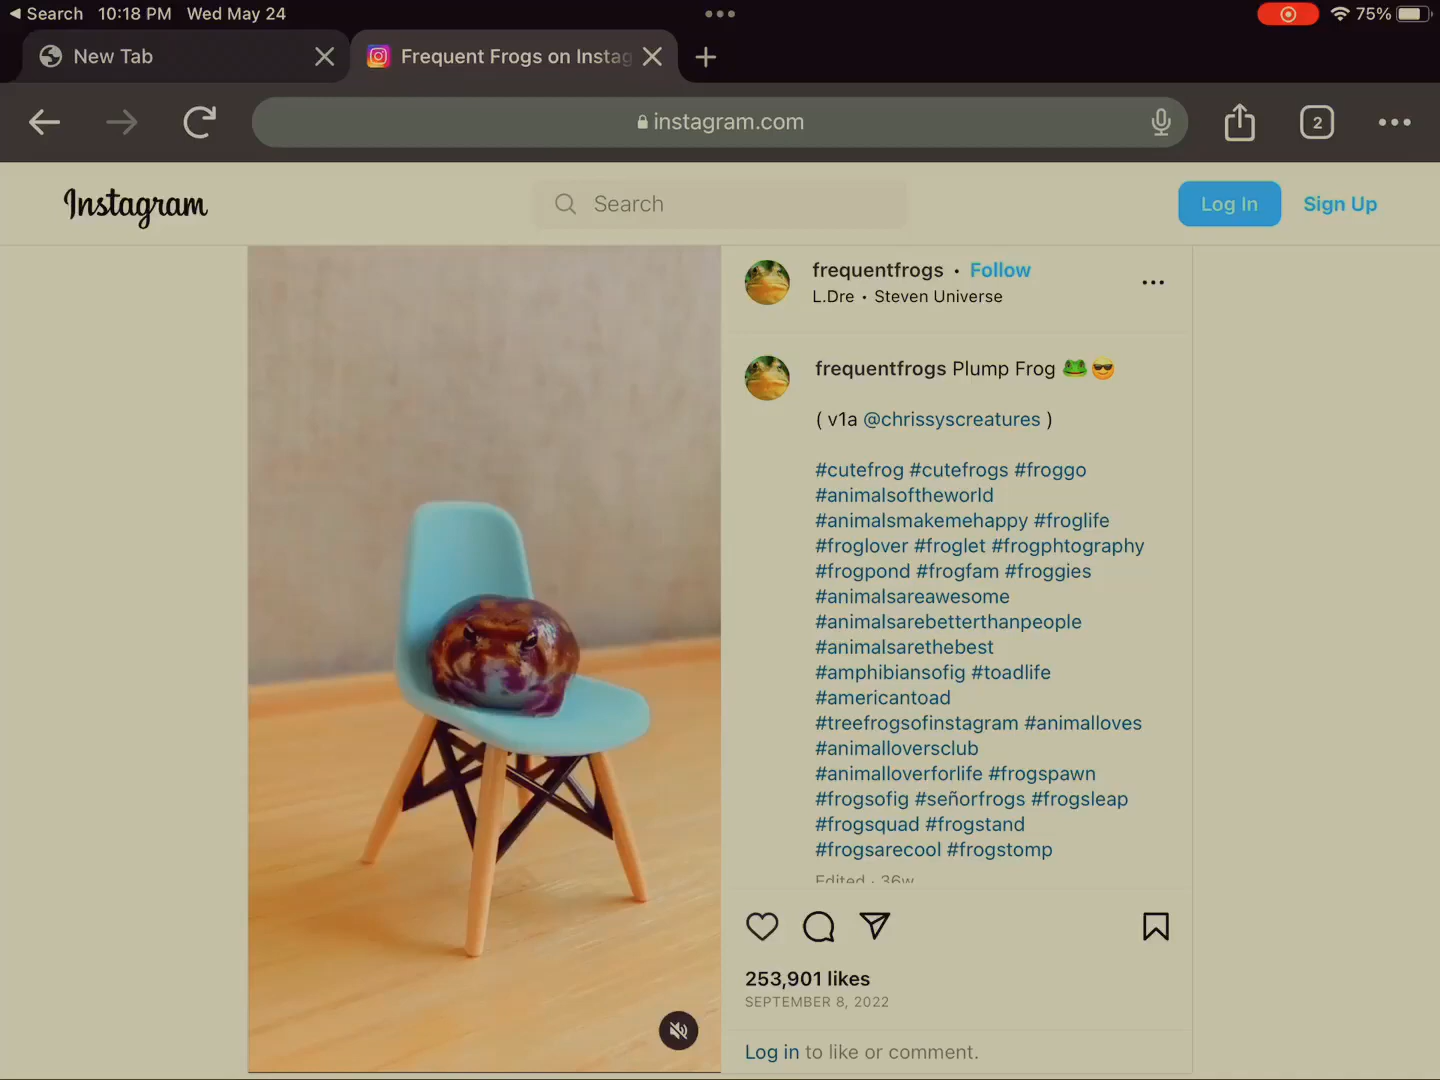 Search 10:18 PM Wed May 24
75%
New Tab
Frequent Frogs on Instag
instagram.com
2
Instagram
Search
Log In
Sign Up
frequentfrogs • Follow
L.Dre • Steven Universe
frequentfrogs Plump Frog 🐸😎
( v1a @chrissyscreatures )
#cutefrog #cutefrogs #froggo
#animalsoftheworld
#animalsmakemehappy #froglife
#froglover #froglet #frogphtography
#frogpond #frogfam #froggies
#animalsareawesome
#animalsarebetterthanpeople
#animalsarethebest
#amphibiansofig #toadlife
#americantoad
#treefrogsofinstagram #animalloves
#animalloversclub
#animalloverforlife #frogspawn
#frogsofig #señorfrogs #frogsleap
#frogsquad #frogstand
#frogsarecool #frogstomp
Edited · 36w
253,901 likes
SEPTEMBER 8, 2022
Log in to like or comment.